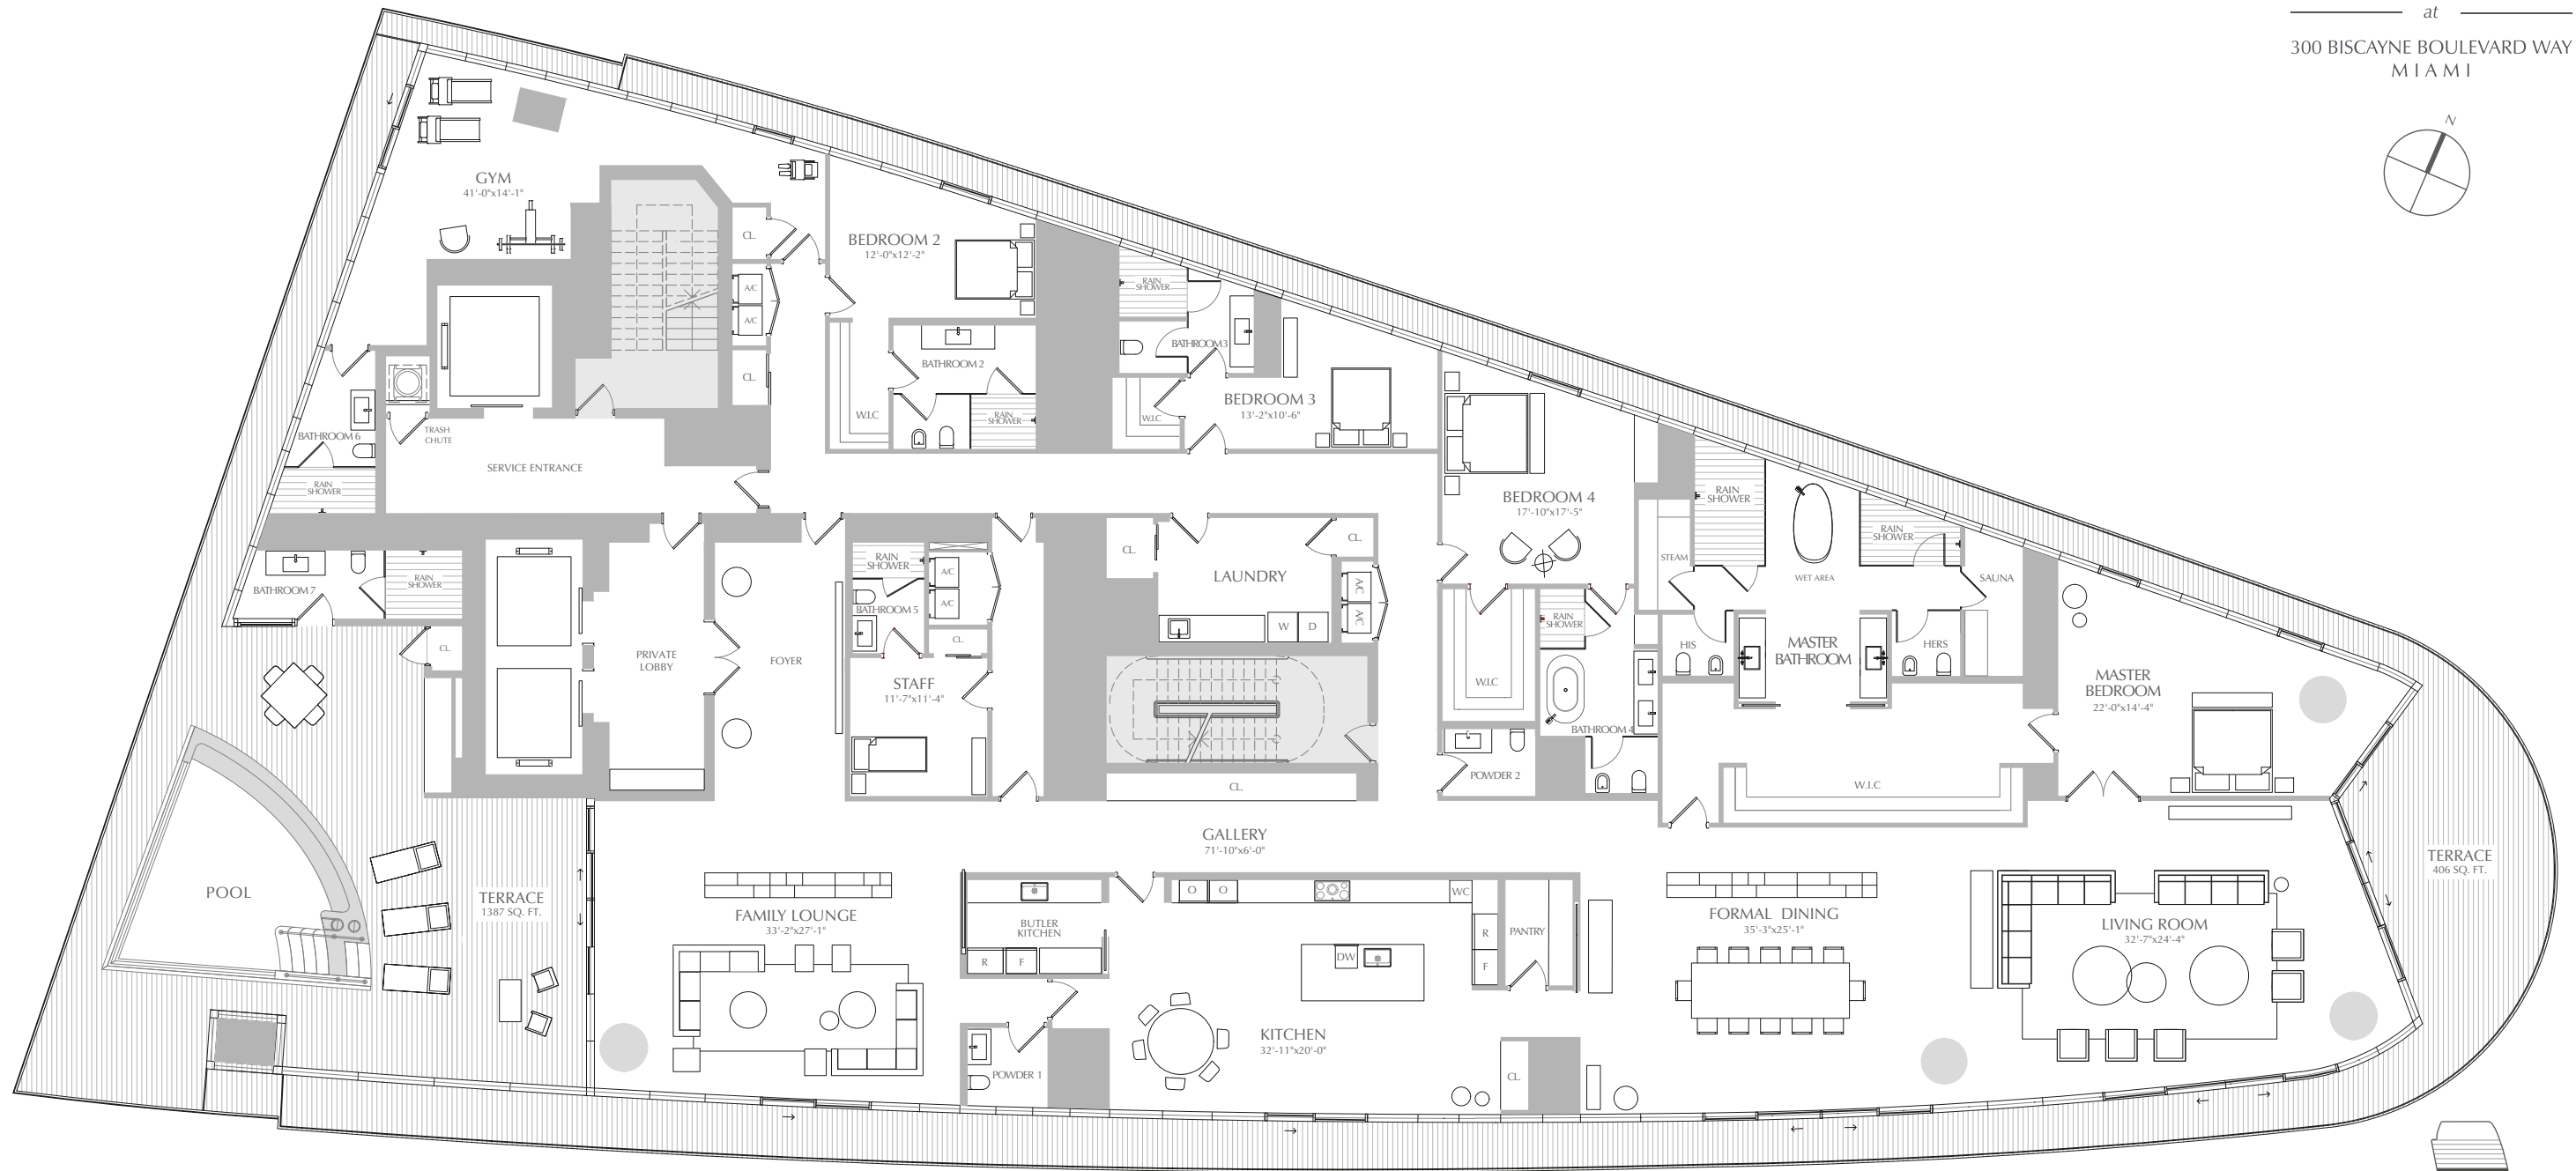 at
300 BISCAYNE BOULEVARD WAY
MIAMI
N
GYM
41'-0"x14'-1"
CL.
BEDROOM 2
12'-0"x12'-2"
A/C
A/C
CL.
RAIN
SHOWER
BATHROOM 2
BATHROOM3
W.I.C
RAIN
SHOWER
W.I.C
BEDROOM 3
13'-2"x10'-6"
TRASH
CHUTE
BATHROOM 6
RAIN
SHOWER
SERVICE ENTRANCE
BEDROOM 4
17'-10"x17'-5"
RAIN
SHOWER
RAIN
SHOWER
STEAM
WET AREA
SAUNA
BATHROOM 7
RAIN
SHOWER
CL.
PRIVATE
LOBBY
FOYER
RAIN
SHOWER
A/C
A/C
BATHROOM 5
CL.
STAFF
11'-7"x11'-4"
CL.
LAUNDRY
CL.
A/C
A/C
W
D
RAIN
SHOWER
W.I.C
HIS
MASTER
BATHROOM
HERS
BATHROOM 4
POWDER 2
MASTER
BEDROOM
22'-0"x14'-4"
W.I.C
CL.
GALLERY
71'-10"x6'-0"
POOL
TERRACE
1387 SQ. FT.
FAMILY LOUNGE
33'-2"x27'-1"
BUTLER
KITCHEN
R
F
O
O
WC
R
F
PANTRY
DW
KITCHEN
32'-11"x20'-0"
POWDER 1
CL.
FORMAL DINING
35'-3"x25'-1"
LIVING ROOM
32'-7"x24'-4"
TERRACE
406 SQ. FT.